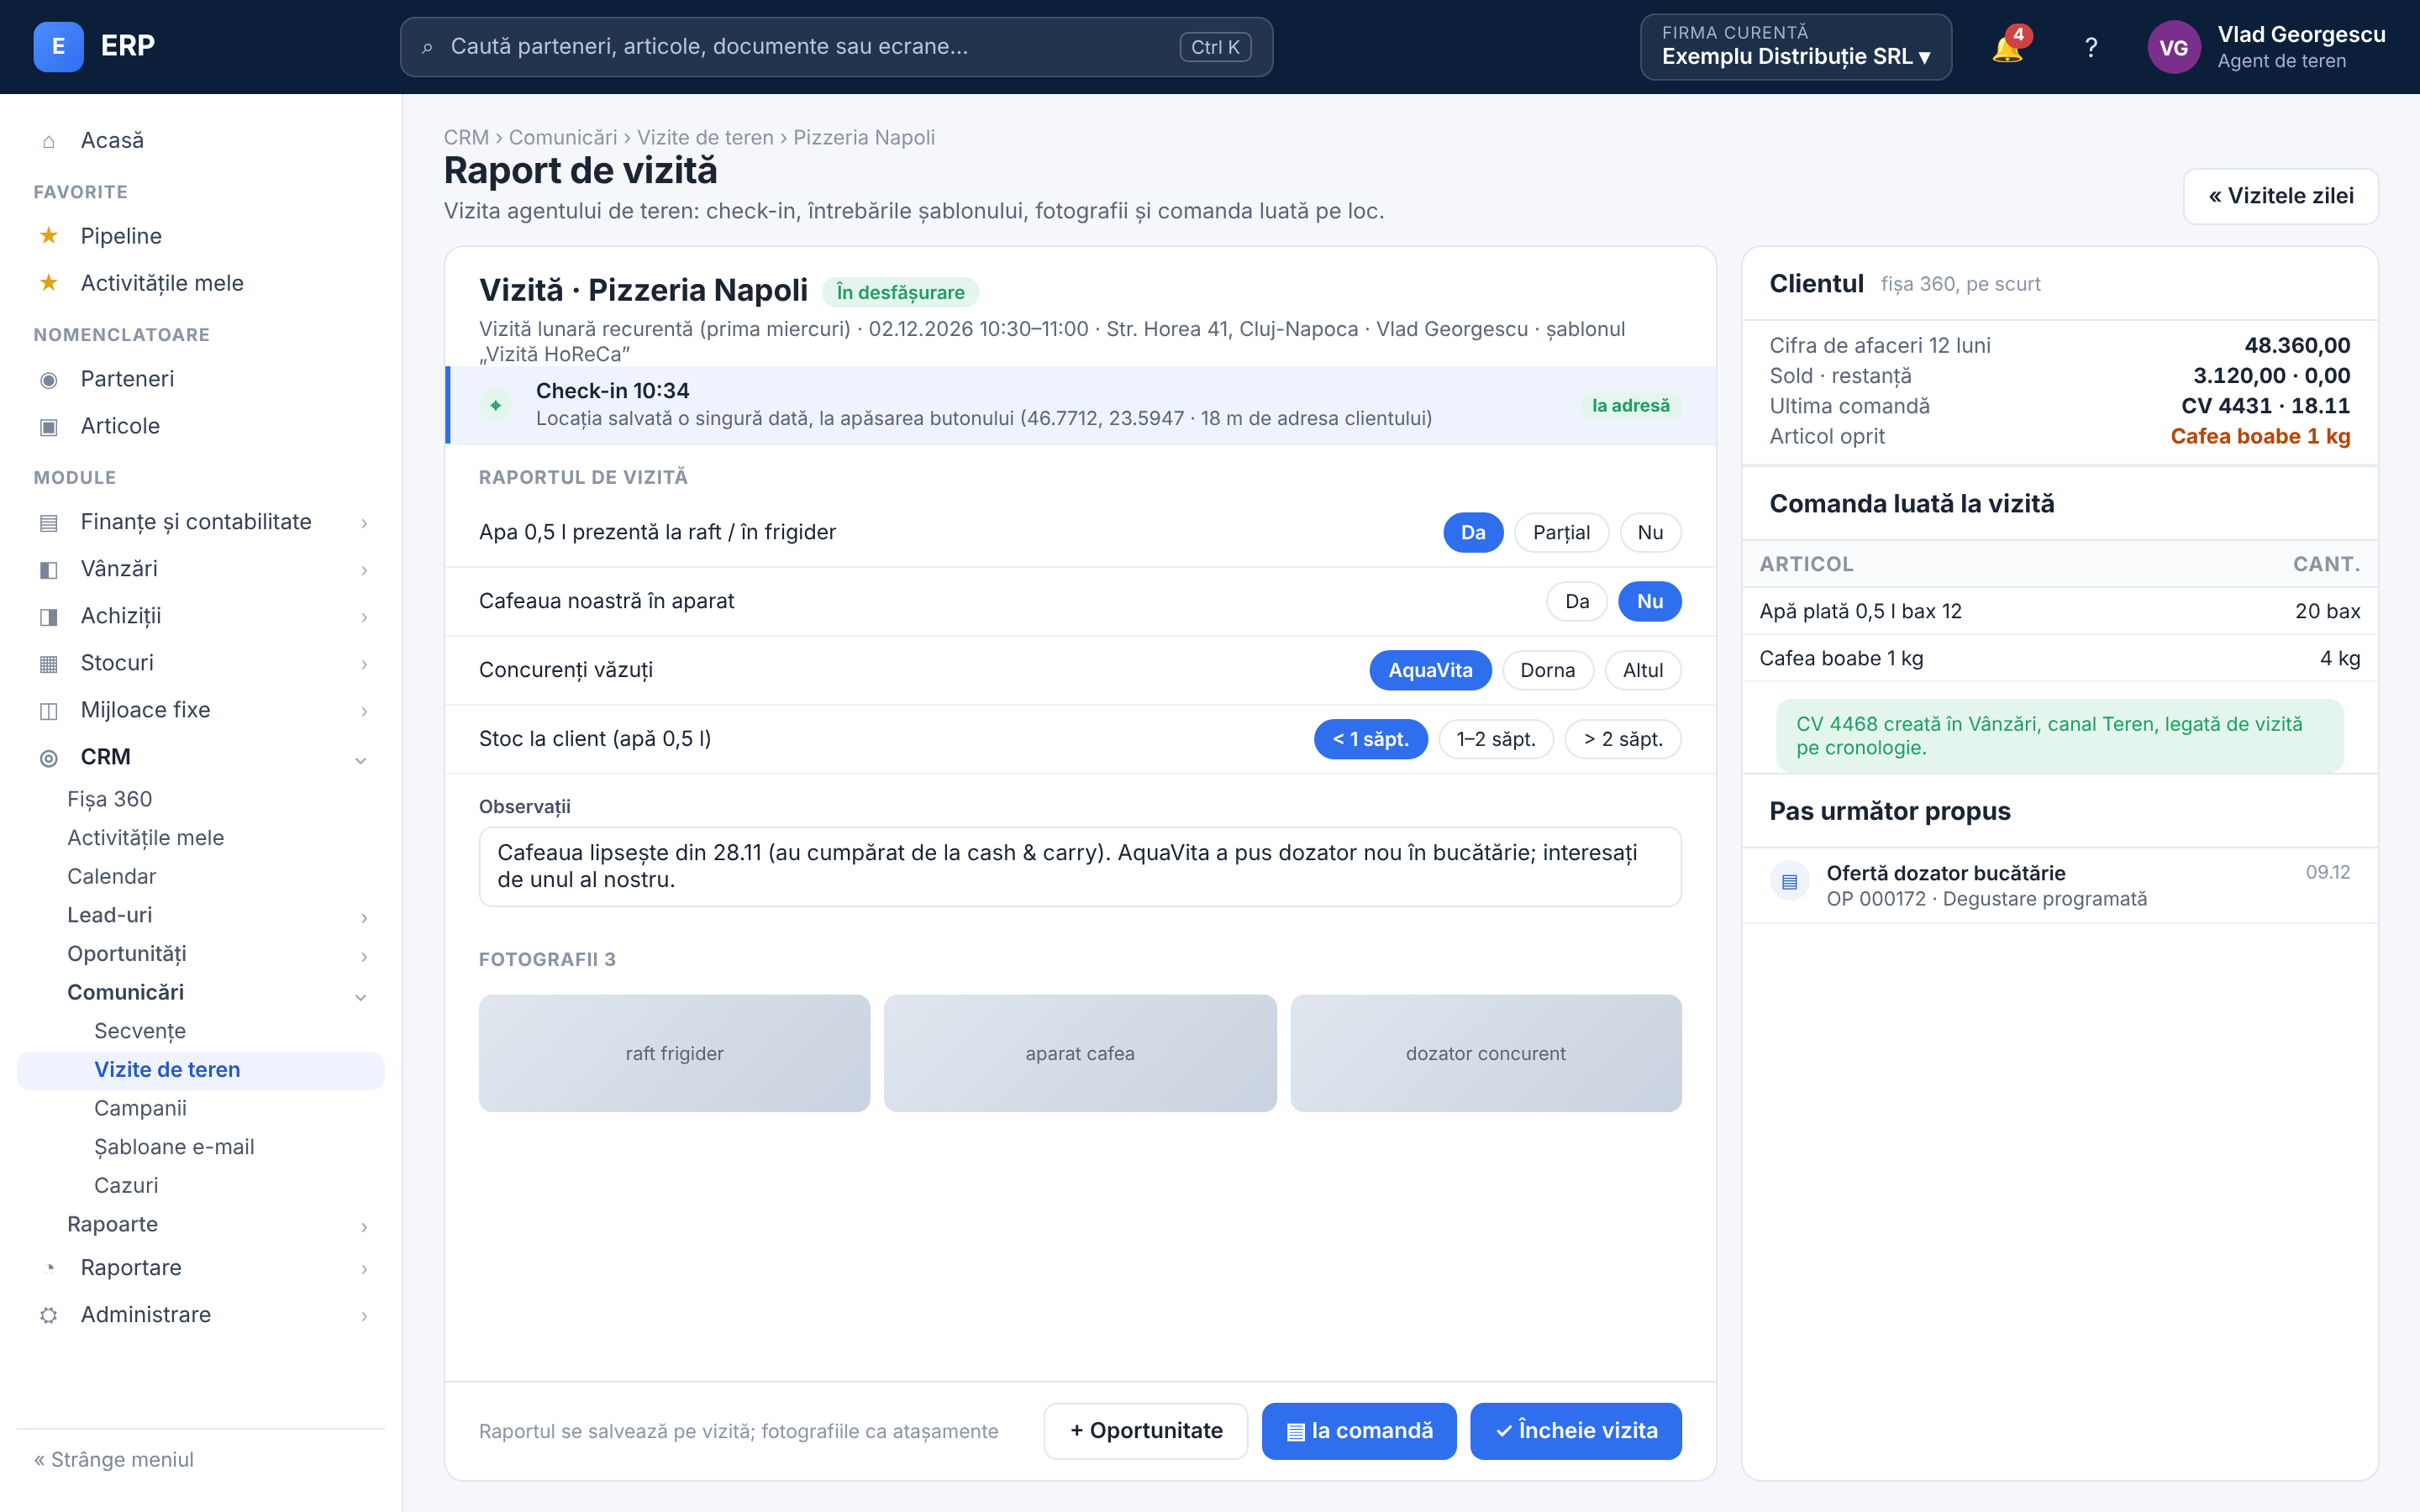 E ERP
Caută parteneri, articole, documente sau ecrane... Ctrl K
FIRMA CURENTĂ
Exemplu Distribuție SRL ▾
4
?
VG
Vlad Georgescu
Agent de teren
Acasă
FAVORITE
Pipeline
Activitățile mele
NOMENCLATOARE
Parteneri
Articole
MODULE
Finanțe și contabilitate
Vânzări
Achiziții
Stocuri
Mijloace fixe
CRM
Fișa 360
Activitățile mele
Calendar
Lead-uri
Oportunități
Comunicări
Secvențe
Vizite de teren
Campanii
Șabloane e-mail
Cazuri
Rapoarte
Raportare
Administrare
« Strânge meniul
CRM › Comunicări › Vizite de teren › Pizzeria Napoli
Raport de vizită
Vizita agentului de teren: check-in, întrebările șablonului, fotografii și comanda luată pe loc.
« Vizitele zilei
Vizită · Pizzeria Napoli În desfășurare
Vizită lunară recurentă (prima miercuri) · 02.12.2026 10:30–11:00 · Str. Horea 41, Cluj-Napoca · Vlad Georgescu · șablonul
„Vizită HoReCa”
Check-in 10:34
Locația salvată o singură dată, la apăsarea butonului (46.7712, 23.5947 · 18 m de adresa clientului)
la adresă
RAPORTUL DE VIZITĂ
Apa 0,5 l prezentă la raft / în frigider Da Parțial Nu
Cafeaua noastră în aparat Da Nu
Concurenți văzuți AquaVita Dorna Altul
Stoc la client (apă 0,5 l) < 1 săpt. 1–2 săpt. > 2 săpt.
Observații
Cafeaua lipsește din 28.11 (au cumpărat de la cash & carry). AquaVita a pus dozator nou în bucătărie; interesați
de unul al nostru.
FOTOGRAFII 3
raft frigider aparat cafea dozator concurent
Raportul se salvează pe vizită; fotografiile ca atașamente
+ Oportunitate
▤ Ia comandă
✓ Încheie vizita
Clientul fișa 360, pe scurt
Cifra de afaceri 12 luni 48.360,00
Sold · restanță 3.120,00 · 0,00
Ultima comandă CV 4431 · 18.11
Articol oprit Cafea boabe 1 kg
Comanda luată la vizită
ARTICOL CANT.
Apă plată 0,5 l bax 12 20 bax
Cafea boabe 1 kg 4 kg
CV 4468 creată în Vânzări, canal Teren, legată de vizită
pe cronologie.
Pas următor propus
Ofertă dozator bucătărie 09.12
OP 000172 · Degustare programată